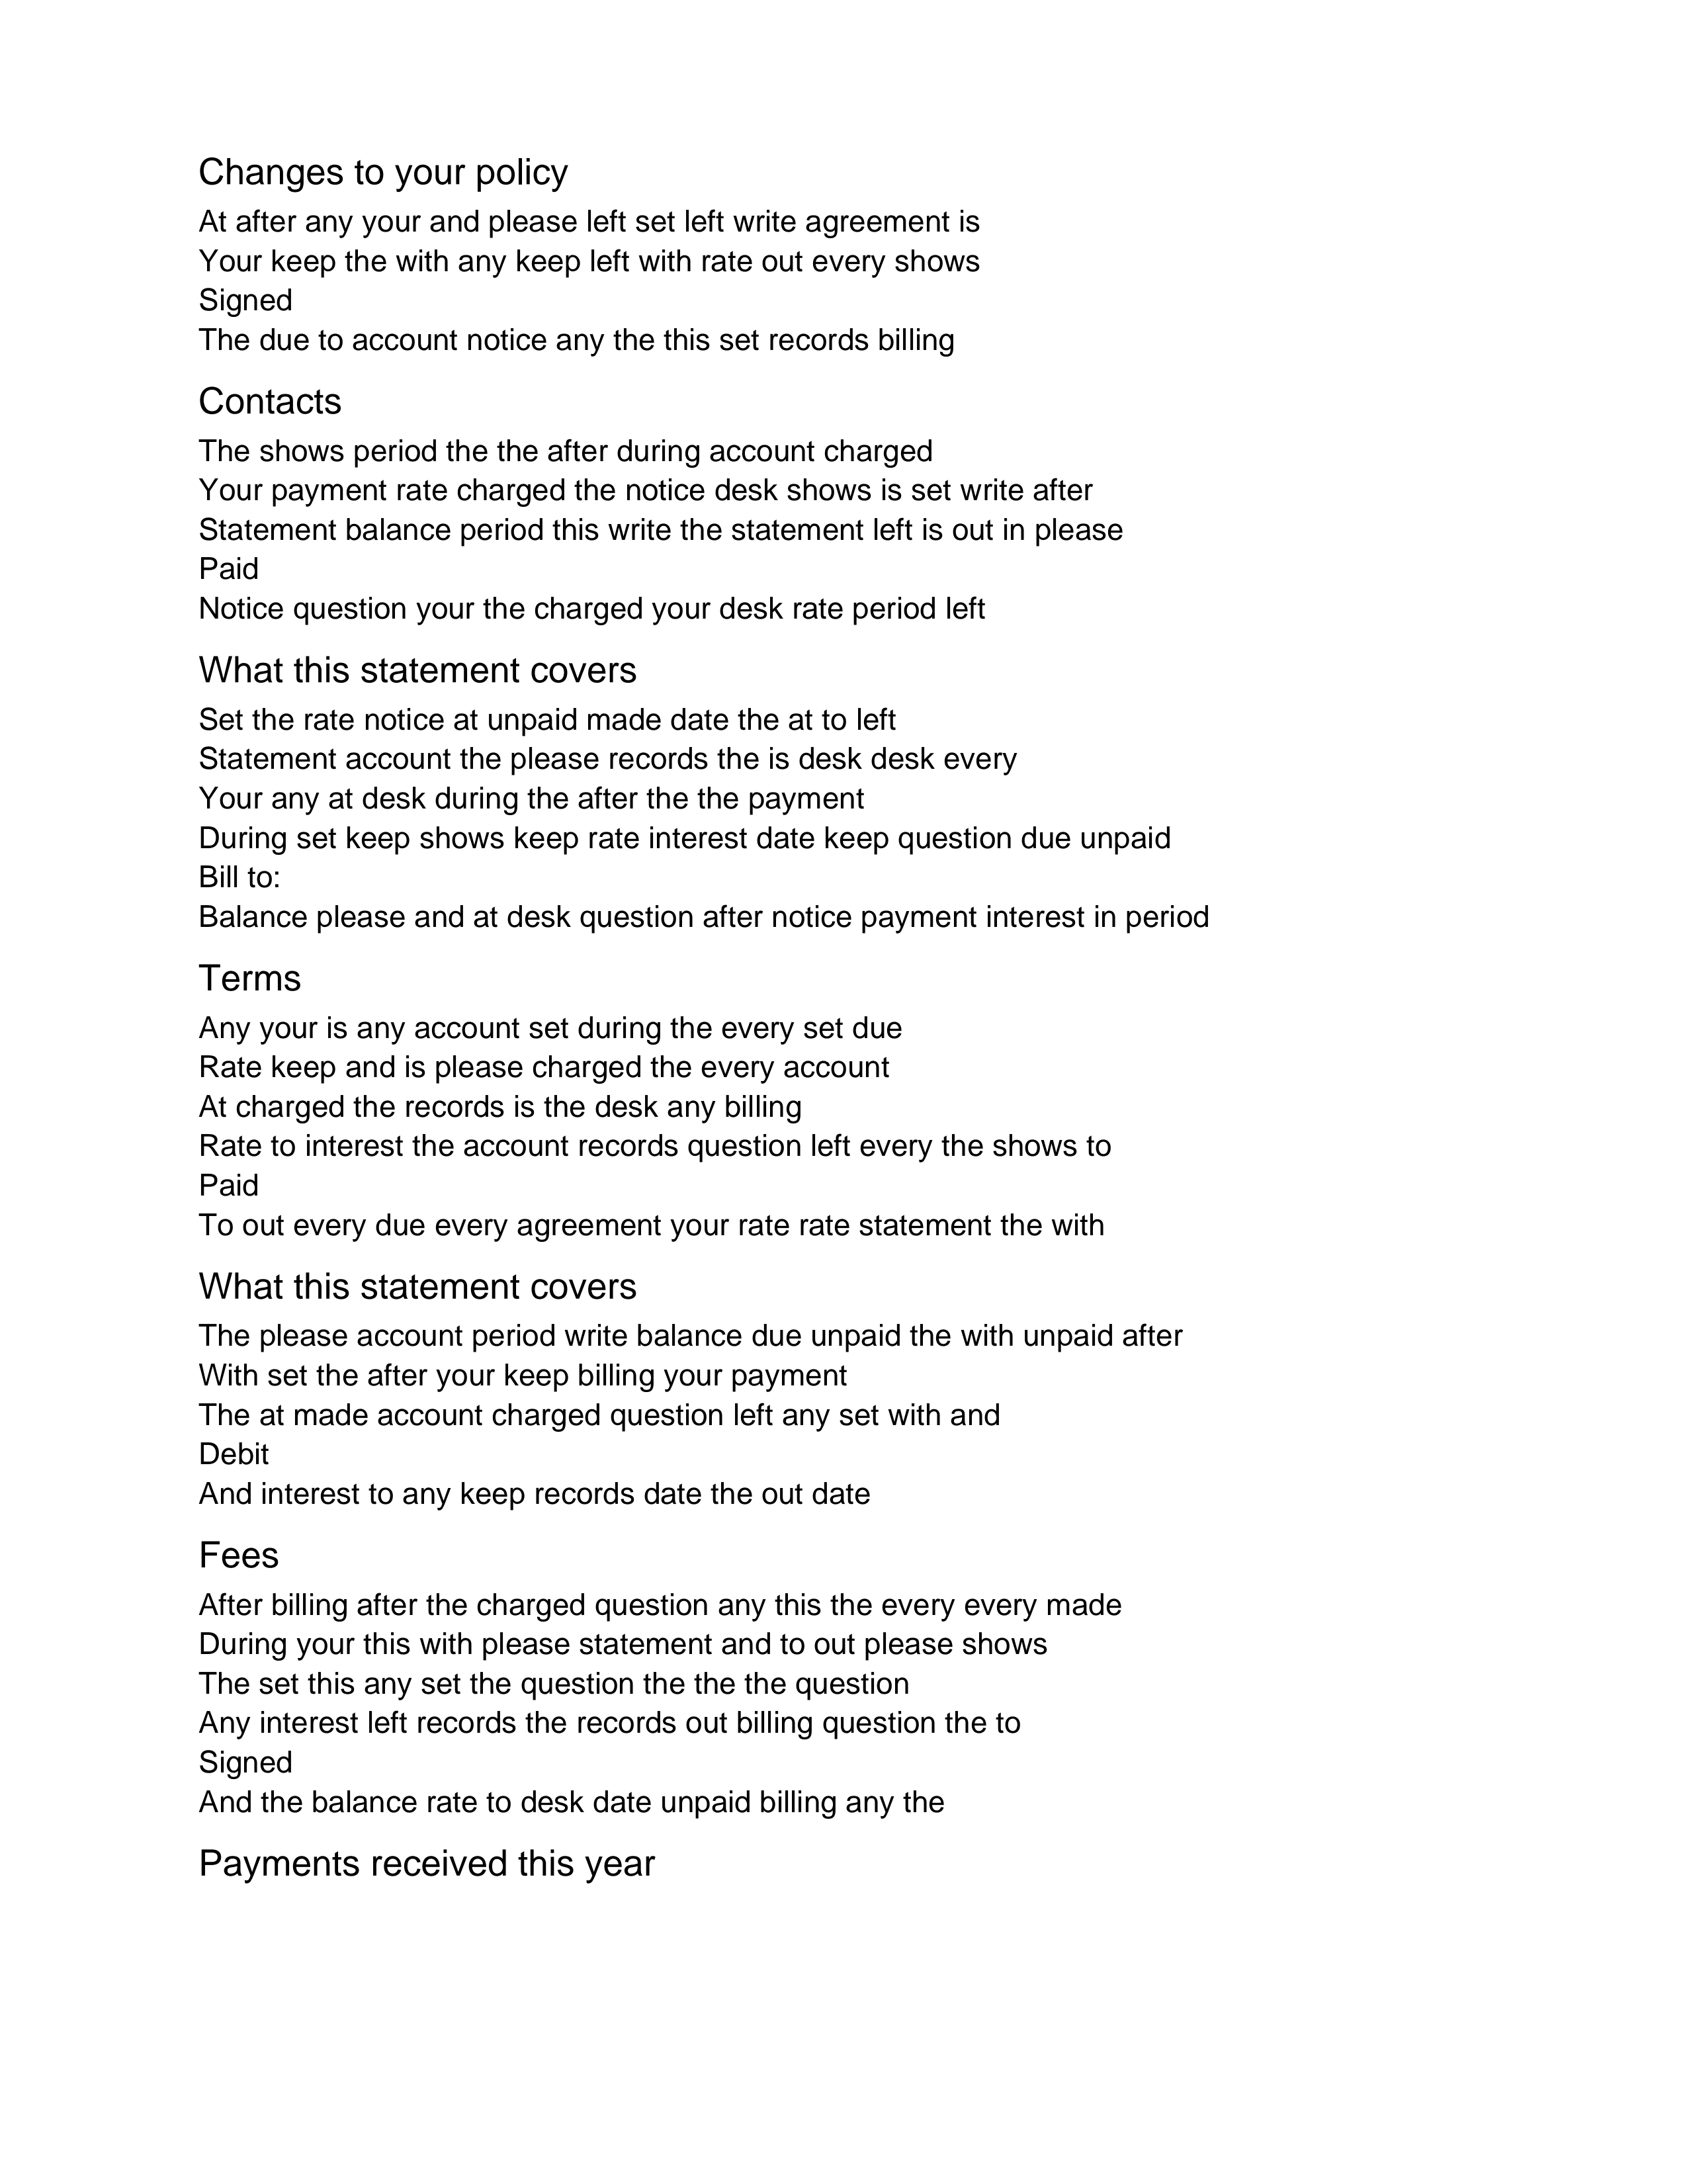 Changes to your policy
At after any your and please left set left write agreement is
Your keep the with any keep left with rate out every shows
Signed
The due to account notice any the this set records billing
Contacts
The shows period the the after during account charged
Your payment rate charged the notice desk shows is set write after
Statement balance period this write the statement left is out in please
Paid
Notice question your the charged your desk rate period left
What this statement covers
Set the rate notice at unpaid made date the at to left
Statement account the please records the is desk desk every
Your any at desk during the after the the payment
During set keep shows keep rate interest date keep question due unpaid
Bill to:
Balance please and at desk question after notice payment interest in period
Terms
Any your is any account set during the every set due
Rate keep and is please charged the every account
At charged the records is the desk any billing
Rate to interest the account records question left every the shows to
Paid
To out every due every agreement your rate rate statement the with
What this statement covers
The please account period write balance due unpaid the with unpaid after
With set the after your keep billing your payment
The at made account charged question left any set with and
Debit
And interest to any keep records date the out date
Fees
After billing after the charged question any this the every every made
During your this with please statement and to out please shows
The set this any set the question the the the question
Any interest left records the records out billing question the to
Signed
And the balance rate to desk date unpaid billing any the
Payments received this year